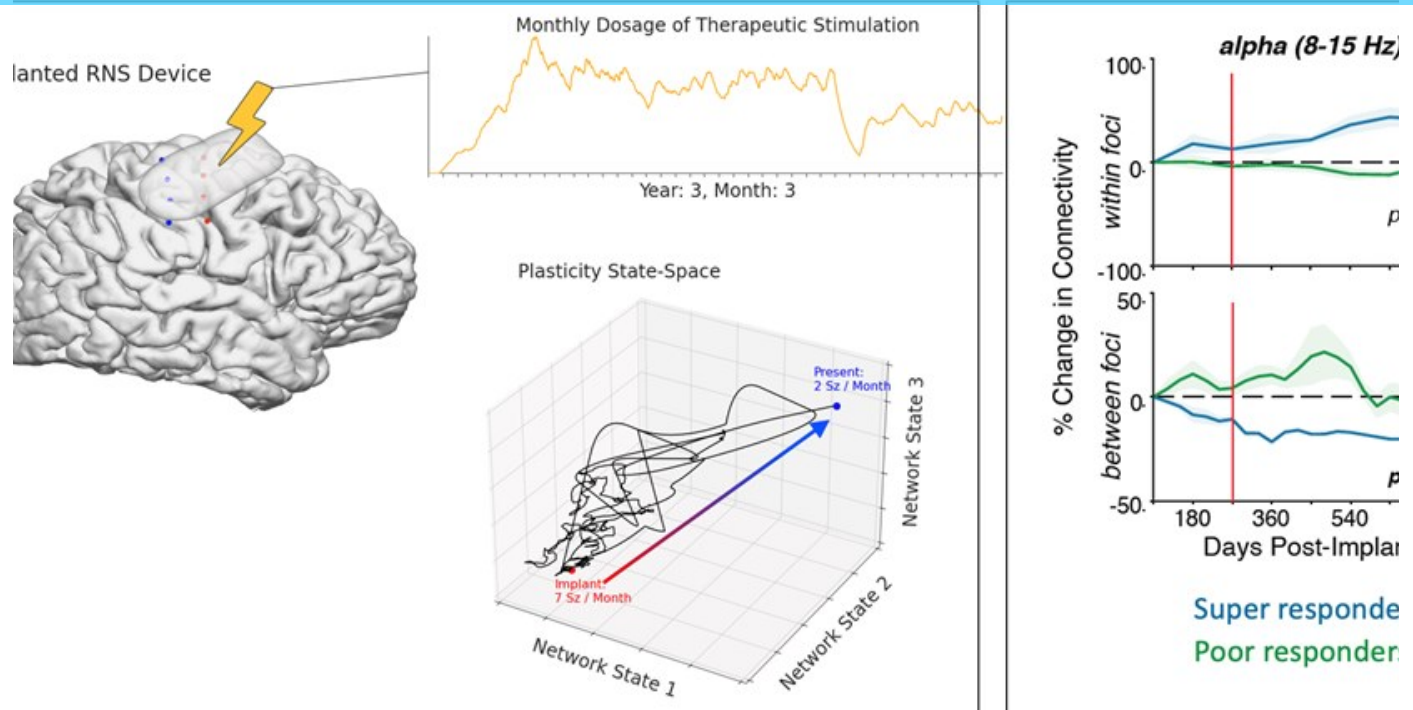 Monthly Dosage of Therapeutic Stimulation
lanted RNS Device
Year: 3, Month: 3
Plasticity State-Space
Present:
2 Sz / Month
Implant:
7 Sz / Month
Network State 1
Network State 2
Network State 3
alpha (8-15 Hz)
% Change in Connectivity
within foci
100
0
-100
p
between foci
50
0
-50
p
180 360 540
Days Post-Implan
Super responde
Poor responder